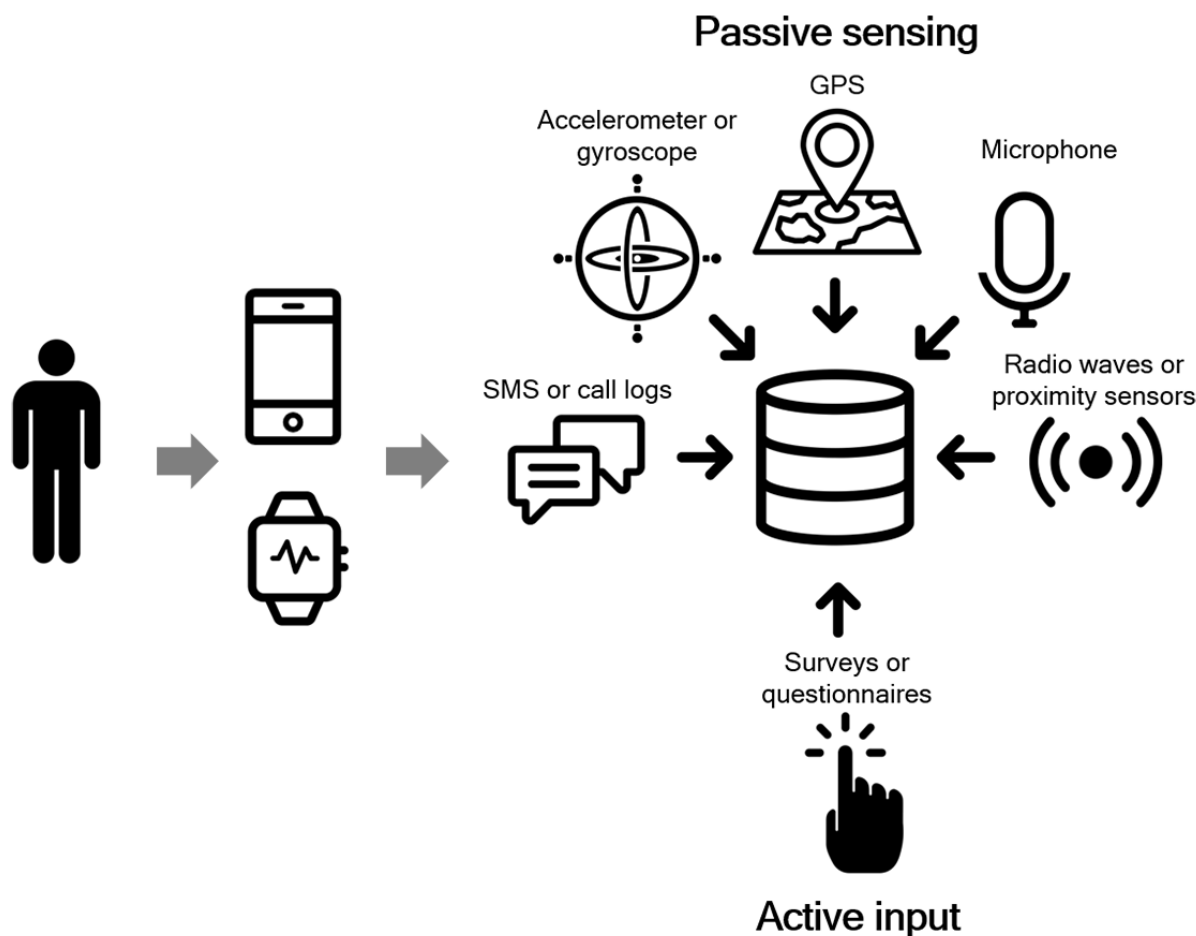 Passive sensing
GPS
Accelerometer or
gyroscope
Microphone
SMS or call logs
Radio waves or
proximity sensors
Surveys or
questionnaires
Active input